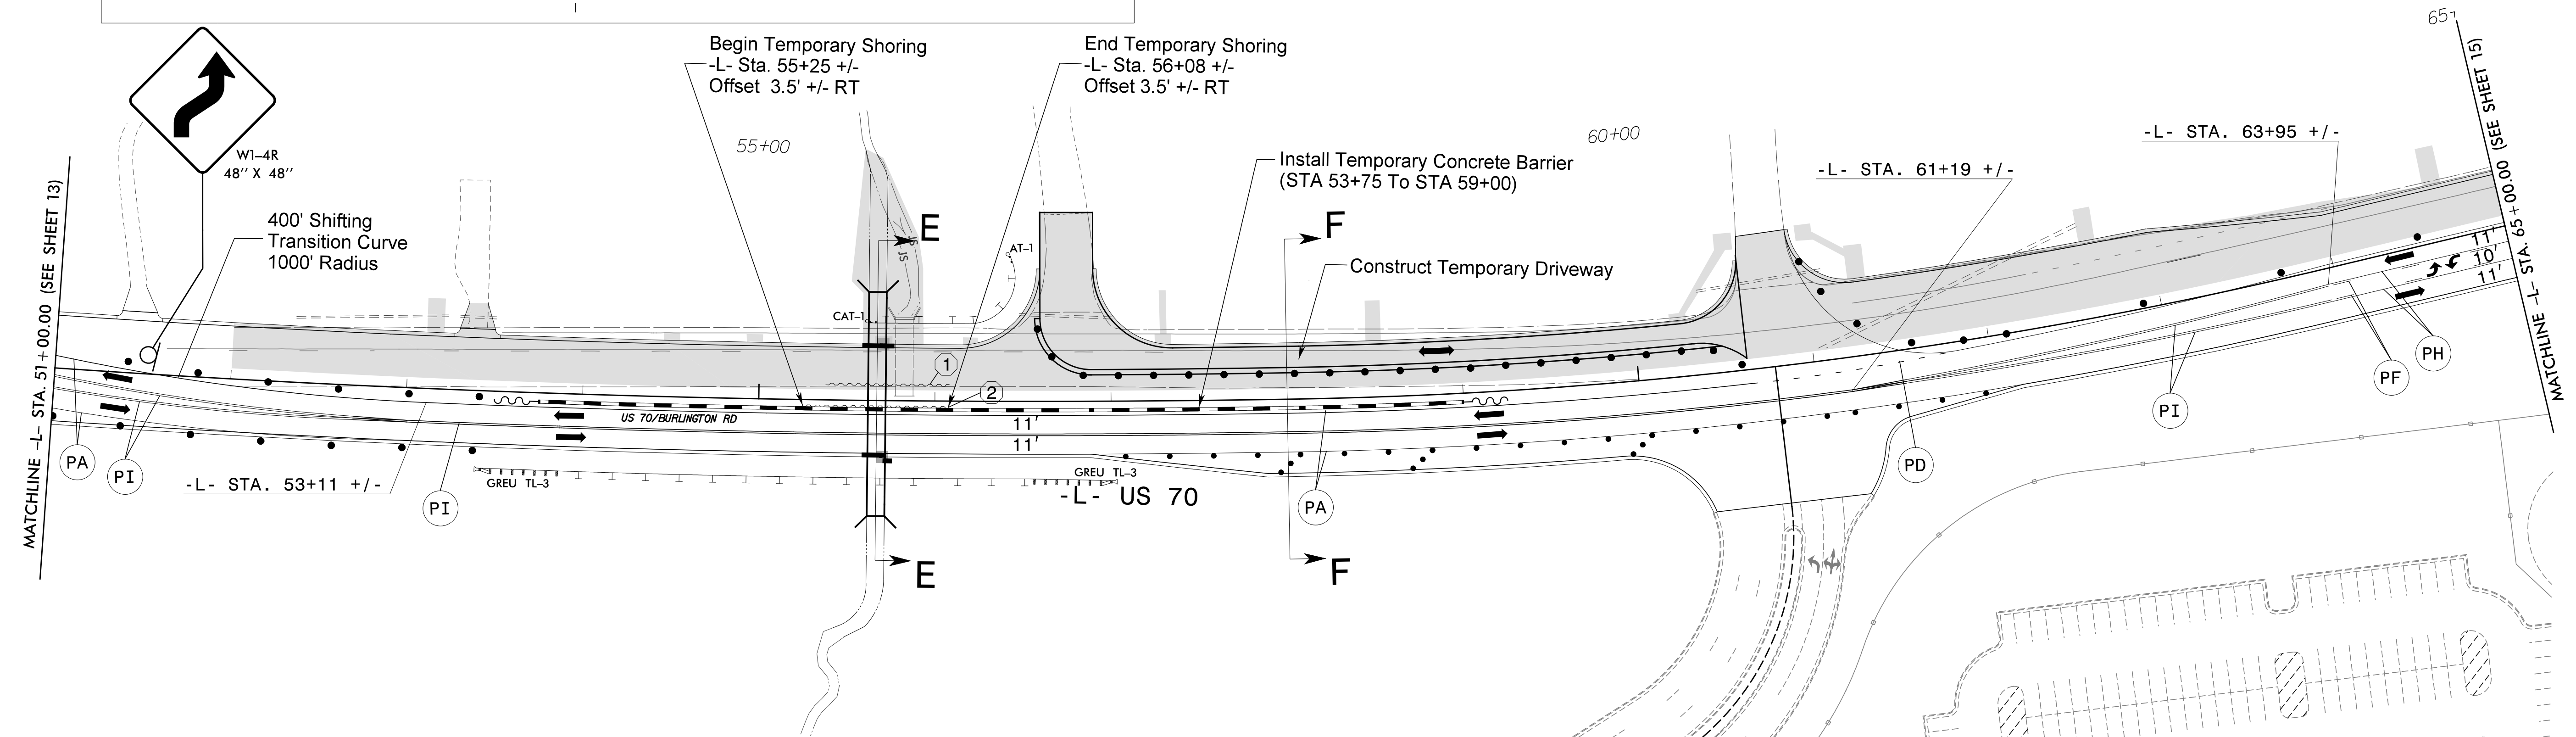 Begin Temporary Shoring
-L- Sta. 55+25 +/-
Offset 3.5' +/- RT
End Temporary Shoring
-L- Sta. 56+08 +/-
Offset 3.5' +/- RT
W1-4R
48" X 48"
400' Shifting
Transition Curve
1000' Radius
55+00
60+00
Install Temporary Concrete Barrier
(STA 53+75 To STA 59+00)
-L- STA. 61+19 +/-
-L- STA. 63+95 +/-
MATCHLINE -L- STA. 51+00.00 (SEE SHEET 13)
MATCHLINE -L- STA. 65+00.00 (SEE SHEET 15)
E
F
Construct Temporary Driveway
AT-1
CAT-1
SJS
1
2
US 70/BURLINGTON RD
11'
11'
11'
10'
11'
PA
PI
-L- STA. 53+11 +/-
PI
GREU TL-3
GREU TL-3
-L- US 70
PA
PD
PI
PF
PH
E
F